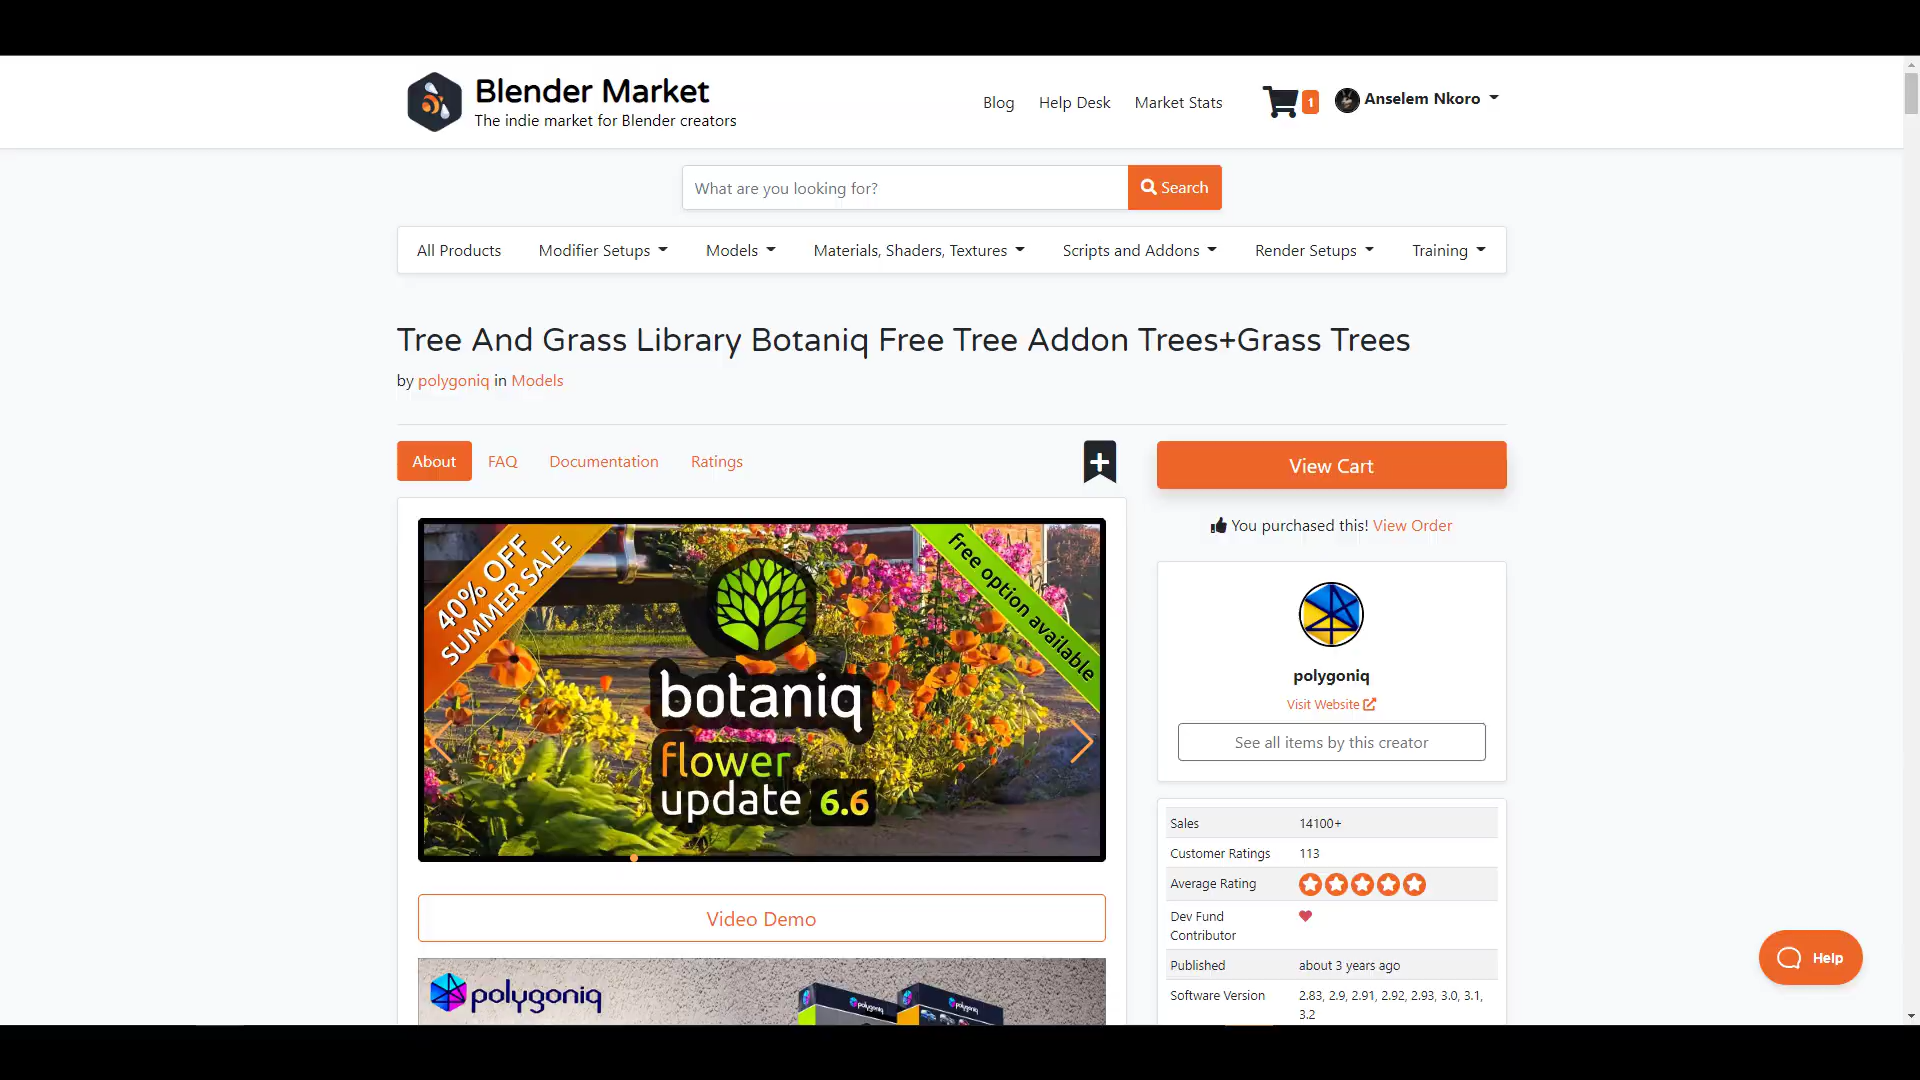 Blender Market
The indie market for Blender creators
Blog
Help Desk
Market Stats
1
Anselem Nkoro
What are you looking for?
Search
All Products
Modifier Setups
Models
Materials, Shaders, Textures
Scripts and Addons
Render Setups
Training
Tree And Grass Library Botaniq Free Tree Addon Trees+Grass Trees
by polygoniq in Models
About
FAQ
Documentation
Ratings
View Cart
You purchased this! View Order
40% OFF
SUMMER SALE
free option available
botaniq
flower
update 6.6
polygoniq
Visit Website
See all items by this creator
Sales 14100+
Customer Ratings 113
Average Rating
Dev Fund
Contributor
Published about 3 years ago
Software Version 2.83, 2.9, 2.91, 2.92, 2.93, 3.0, 3.1,
3.2
Video Demo
polygoniq
polygoniq
polygoniq
Help